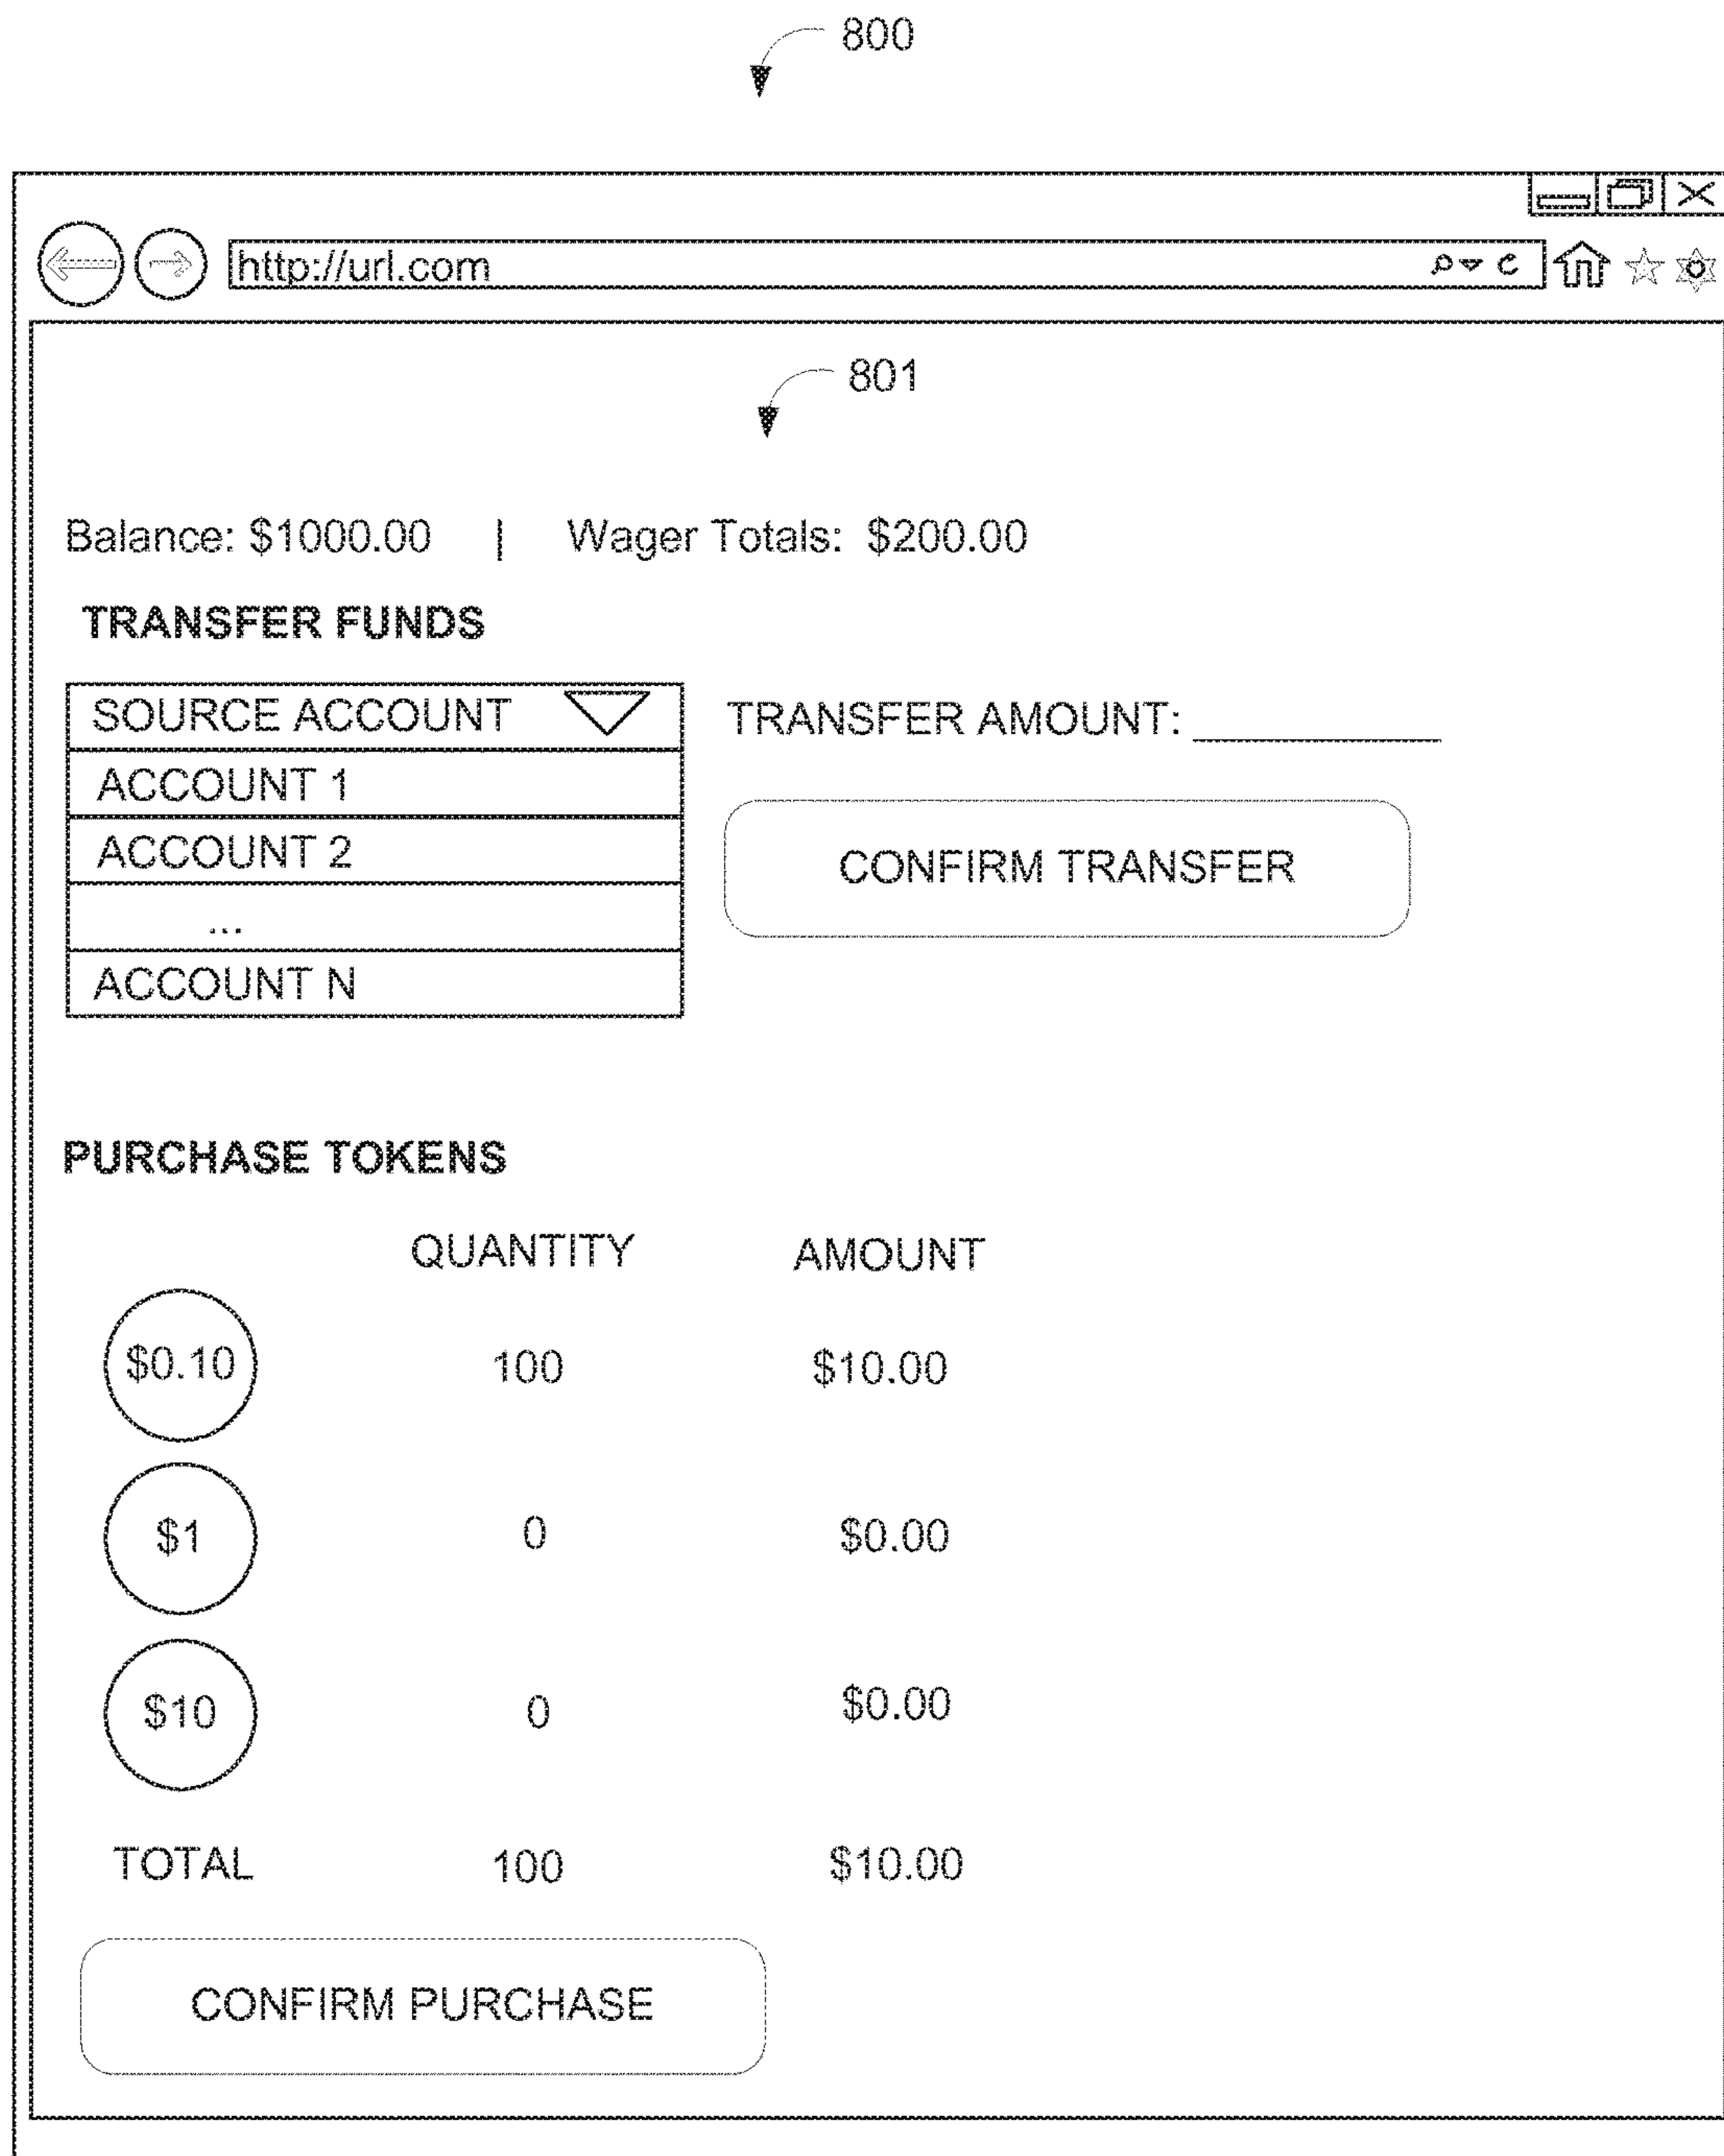 800
http://url.com
801
Balance: $1000.00 | Wager Totals: $200.00
TRANSFER FUNDS
SOURCE ACCOUNT
TRANSFER AMOUNT: __________
ACCOUNT 1
ACCOUNT 2
CONFIRM TRANSFER
...
ACCOUNT N
PURCHASE TOKENS
QUANTITY AMOUNT
$0.10 100 $10.00
$1 0 $0.00
$10 0 $0.00
TOTAL 100 $10.00
CONFIRM PURCHASE